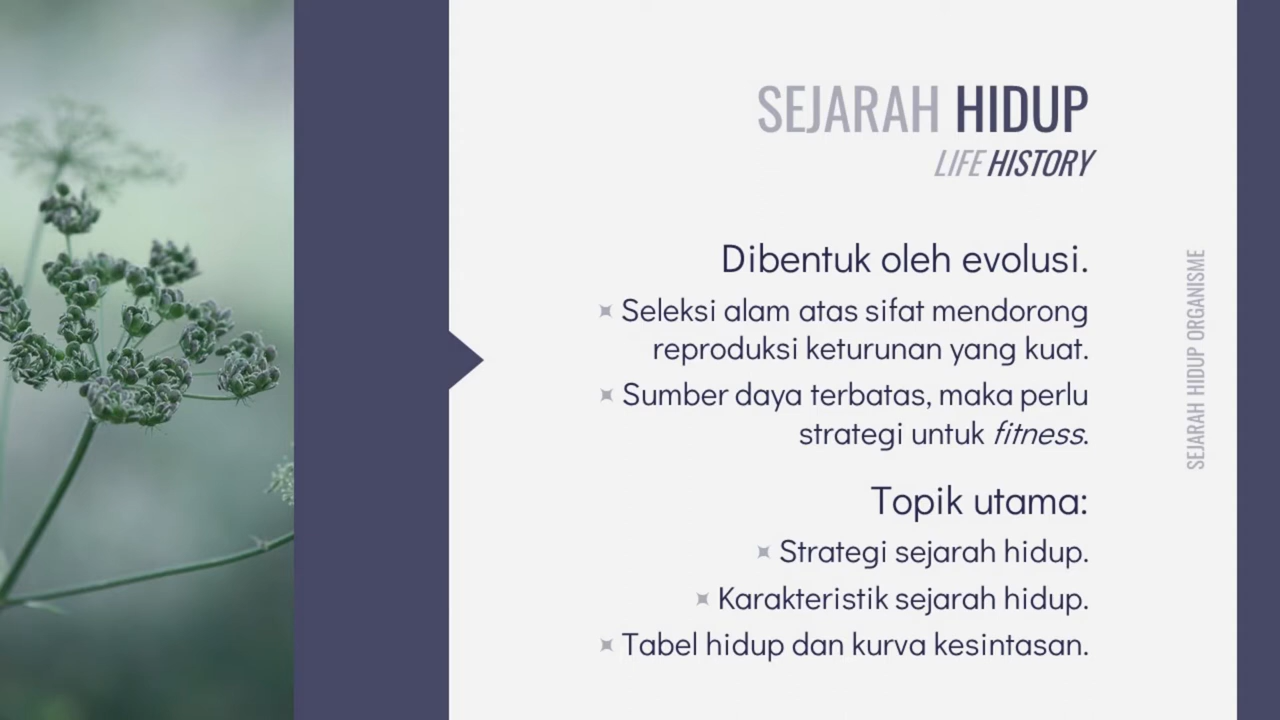 SEJARAH HIDUP
LIFE HISTORY
Dibentuk oleh evolusi.
Seleksi alam atas sifat mendorong
reproduksi keturunan yang kuat.
Sumber daya terbatas, maka perlu
strategi untuk fitness.
Topik utama:
Strategi sejarah hidup.
Karakteristik sejarah hidup.
Tabel hidup dan kurva kesintasan.
SEJARAH HIDUP ORGANISME